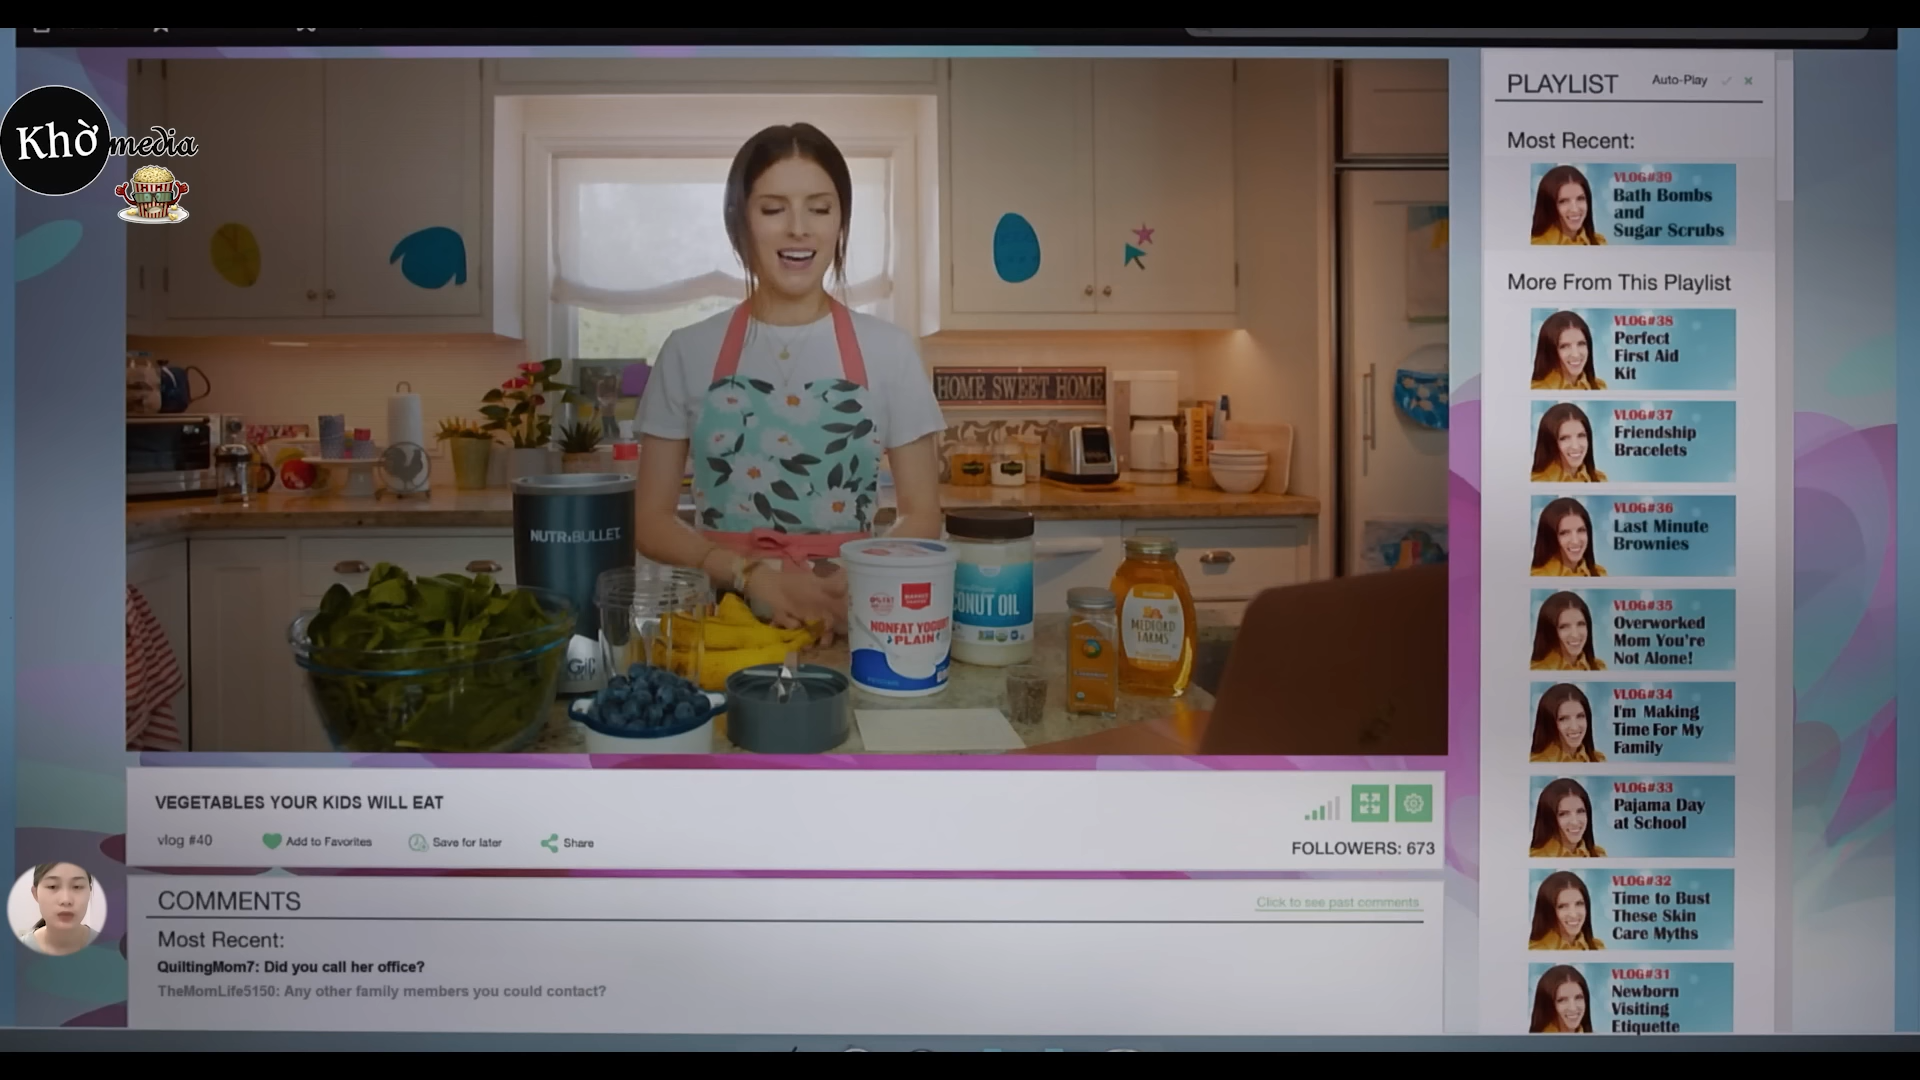 Khờ
media
HOME SWEET HOME
NUTRiBULLET
NONFAT YOGURT
PLAIN
CONUT OIL
MEDFORD
FARMS
VEGETABLES YOUR KIDS WILL EAT
vlog #40
Add to Favorites
Save for later
Share
FOLLOWERS: 673
COMMENTS
Click to see past comments
Most Recent:
QuiltingMom7: Did you call her office?
TheMomLife5150: Any other family members you could contact?
PLAYLIST
Auto-Play
Most Recent:
VLOG#39
Bath Bombs
and
Sugar Scrubs
More From This Playlist
VLOG#38
Perfect
First Aid
Kit
VLOG#37
Friendship
Bracelets
VLOG#36
Last Minute
Brownies
VLOG#35
Overworked
Mom You're
Not Alone!
VLOG#34
I'm Making
Time For My
Family
VLOG#33
Pajama Day
at School
VLOG#32
Time to Bust
These Skin
Care Myths
VLOG#31
Newborn
Visiting
Etiquette